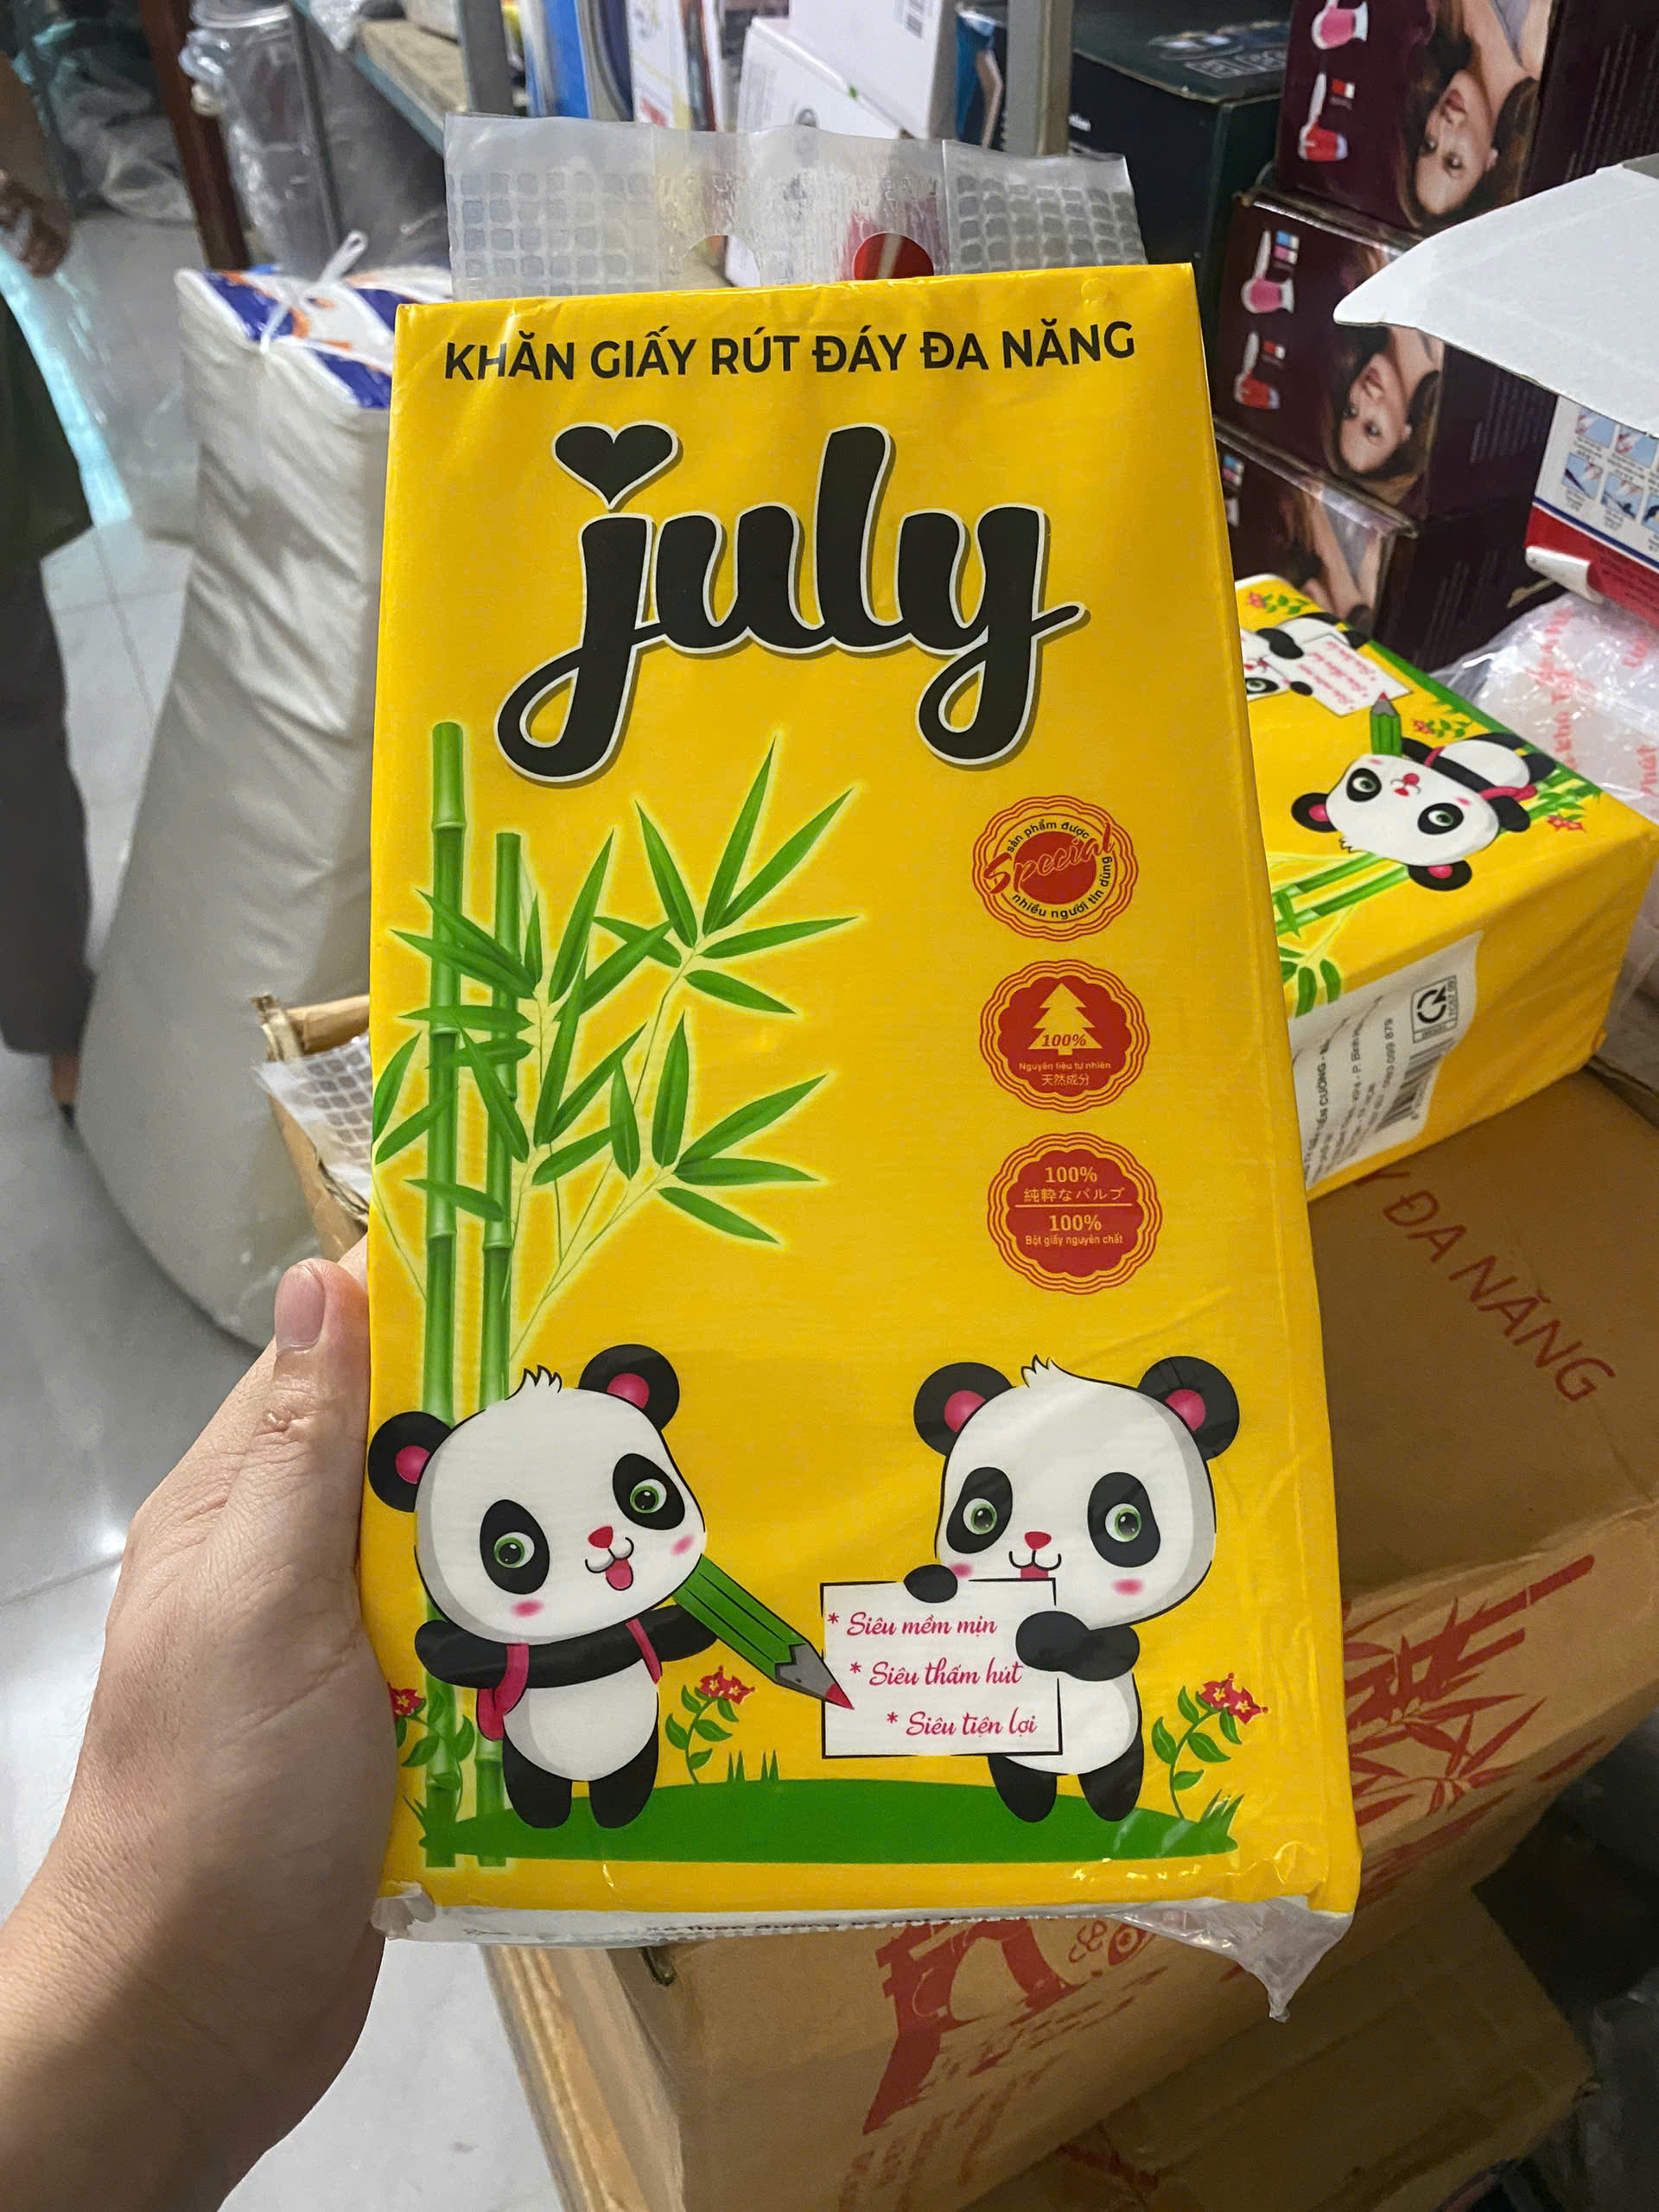 KHĂN GIẤY RÚT ĐÁY ĐA NĂNG
july
sản phẩm được
Special
nhiều người tin dùng
100%
Nguyên liệu tự nhiên
天然成分
100%
純粋なパルプ
100%
Bột giấy nguyên chất
* Siêu mềm mịn
* Siêu thấm hút
* Siêu tiện lợi
ĐA NĂNG